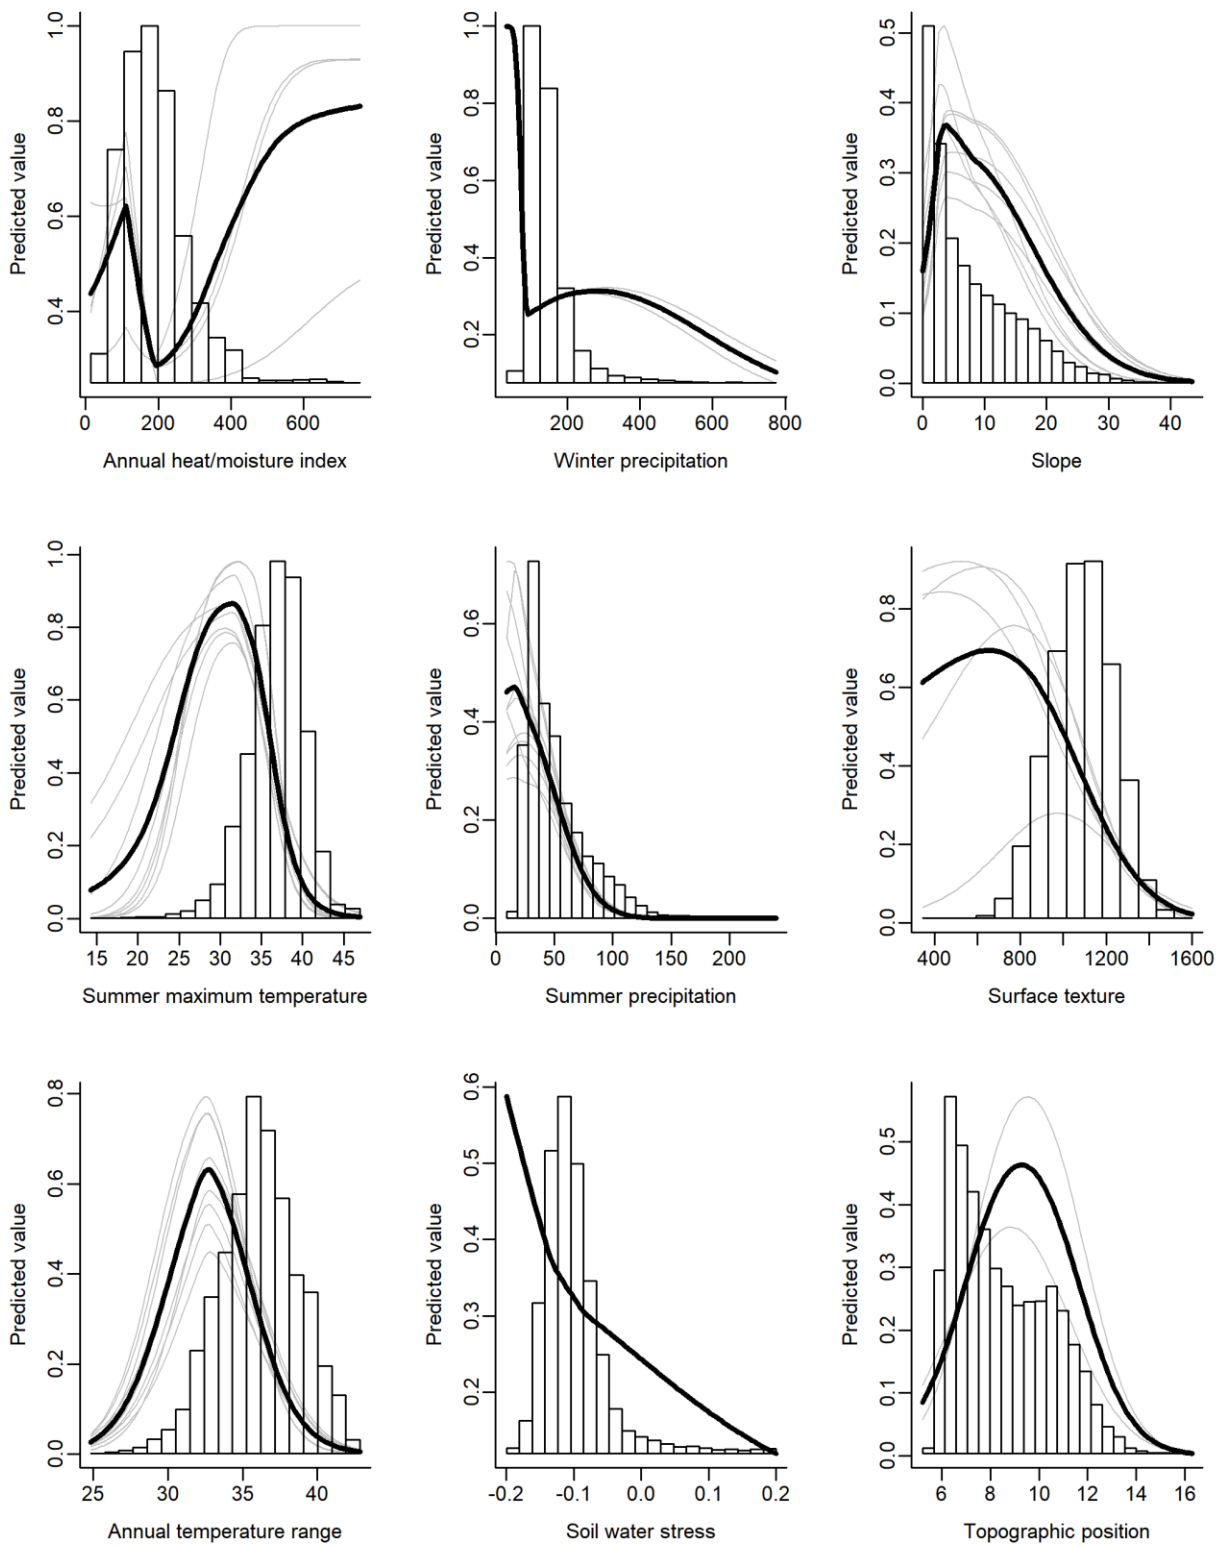 Predicted value
0.4 0.6 0.8 1.0
0 200 400 600
Annual heat/moisture index
Predicted value
0.2 0.4 0.6 0.8 1.0
200 400 600 800
Winter precipitation
Predicted value
0.0 0.1 0.2 0.3 0.4 0.5
0 10 20 30 40
Slope
Predicted value
0.0 0.2 0.4 0.6 0.8 1.0
15 20 25 30 35 40 45
Summer maximum temperature
Predicted value
0.0 0.2 0.4 0.6
0 50 100 150 200
Summer precipitation
Predicted value
0.0 0.2 0.4 0.6 0.8
400 800 1200 1600
Surface texture
Predicted value
0.0 0.2 0.4 0.6 0.8
25 30 35 40
Annual temperature range
Predicted value
0.2 0.3 0.4 0.5 0.6
-0.2 -0.1 0.0 0.1 0.2
Soil water stress
Predicted value
0.0 0.1 0.2 0.3 0.4 0.5
6 8 10 12 14 16
Topographic position